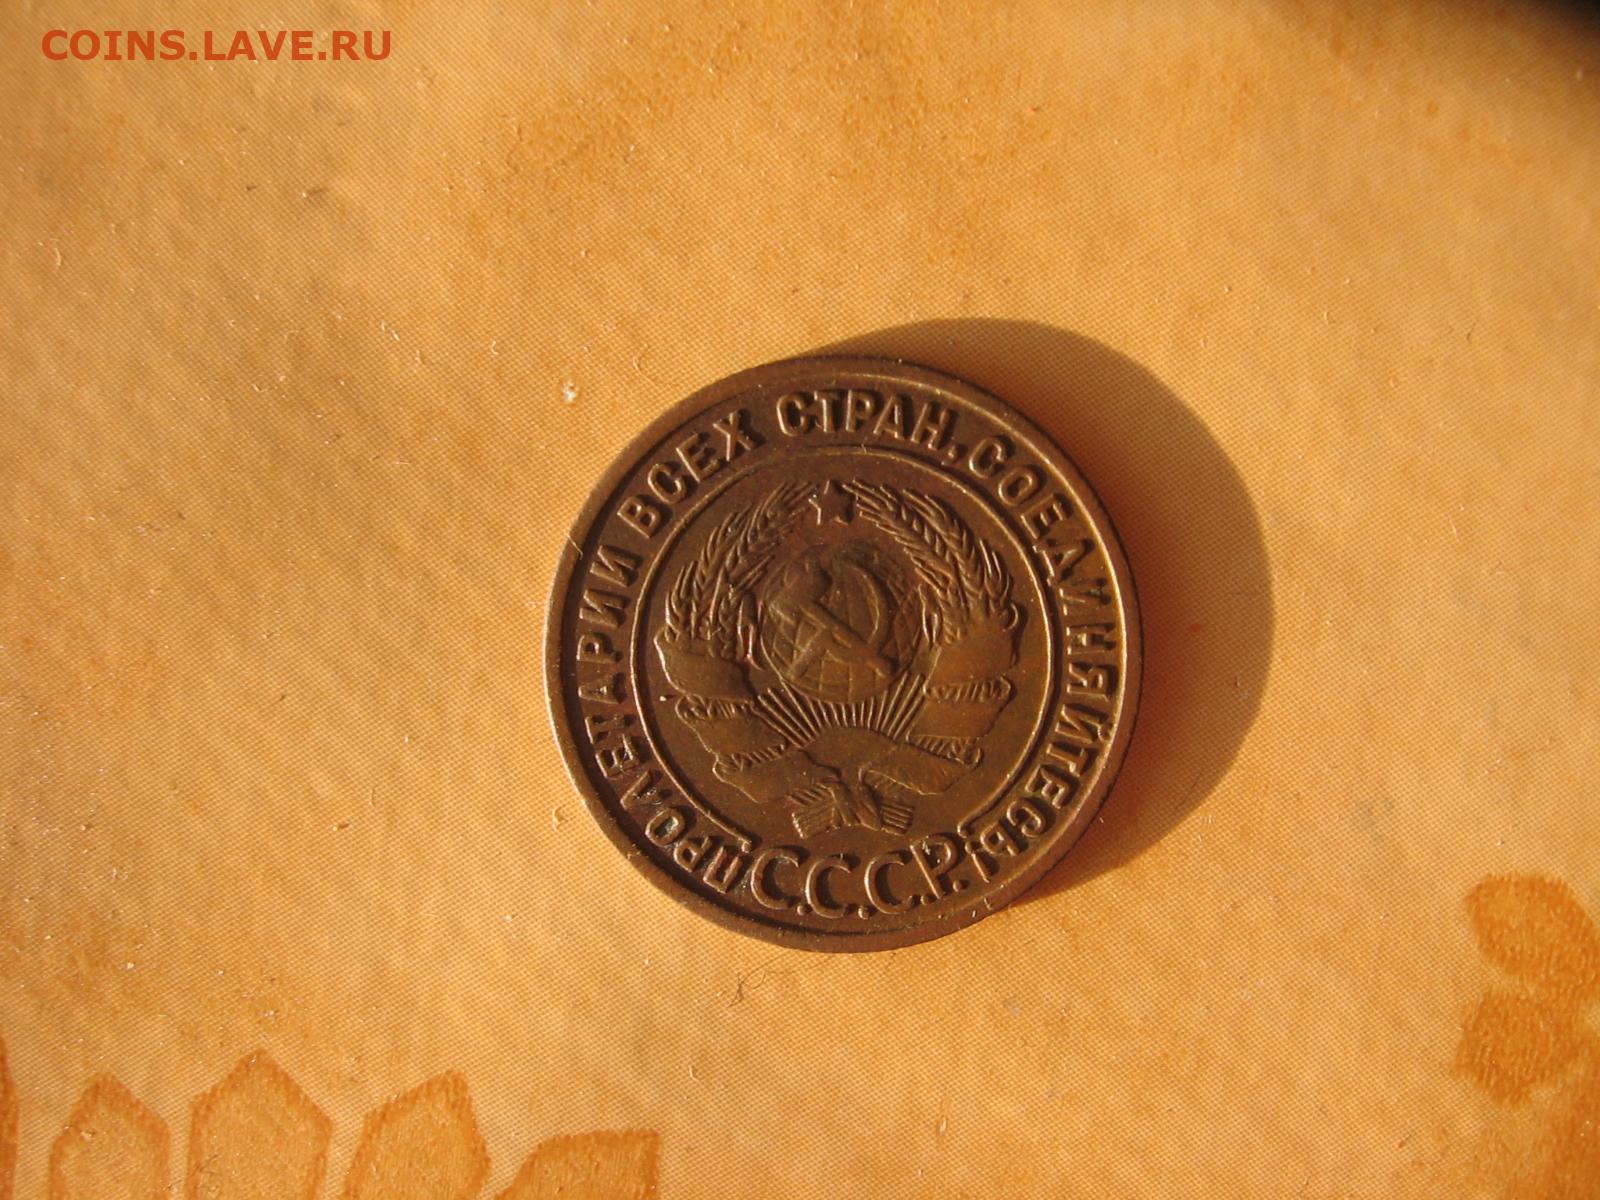 COINS.LAVE.RU
ПРОЛЕТАРИИ ВСЕХ СТРАН, СОЕДИНЯЙТЕСЬ!
С.С.С.Р.